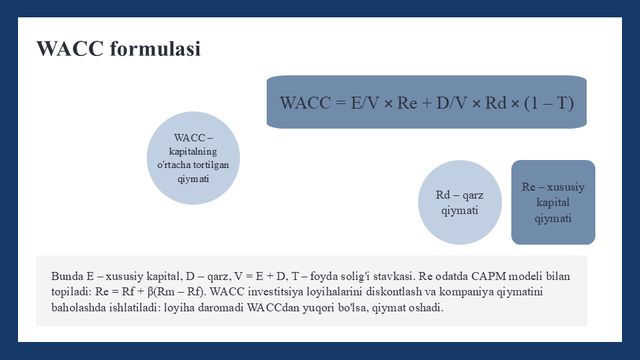 WACC formulasi
WACC = E/V × Re + D/V × Rd × (1 – T)
WACC –
kapitalning
o'rtacha tortilgan
qiymati
Rd – qarz
qiymati
Re – xususiy
kapital
qiymati
Bunda E – xususiy kapital, D – qarz, V = E + D, T – foyda solig'i stavkasi. Re odatda CAPM modeli bilan
topiladi: Re = Rf + β(Rm – Rf). WACC investitsiya loyihalarini diskontlash va kompaniya qiymatini
baholashda ishlatiladi: loyiha daromadi WACCdan yuqori bo'lsa, qiymat oshadi.